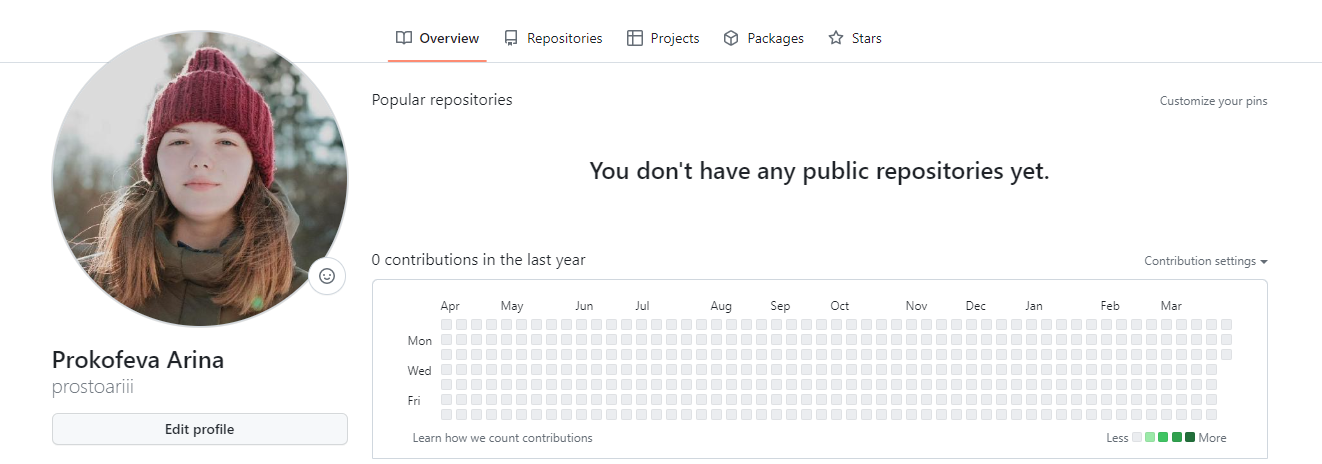 Overview Repositories Projects Packages Stars
Popular repositories Customize your pins
You don't have any public repositories yet.
0 contributions in the last year Contribution settings
Apr May Jun Jul Aug Sep Oct Nov Dec Jan Feb Mar
Mon
Wed
Fri
Learn how we count contributions Less More
Prokofeva Arina
prostoariii
Edit profile